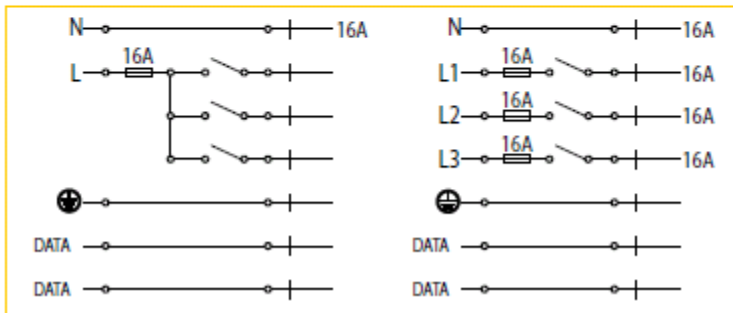 N 16A
L 16A
DATA
DATA
N 16A
L1 16A 16A
L2 16A 16A
L3 16A 16A
DATA
DATA